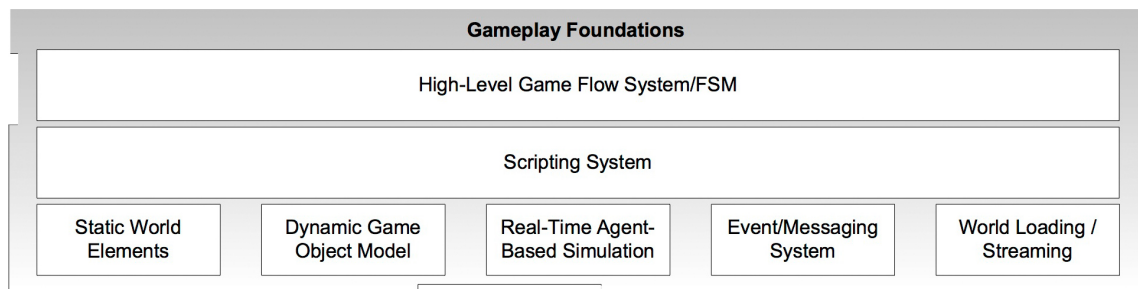 Gameplay Foundations
High-Level Game Flow System/FSM
Scripting System
Static World
Elements
Dynamic Game
Object Model
Real-Time Agent-
Based Simulation
Event/Messaging
System
World Loading /
Streaming